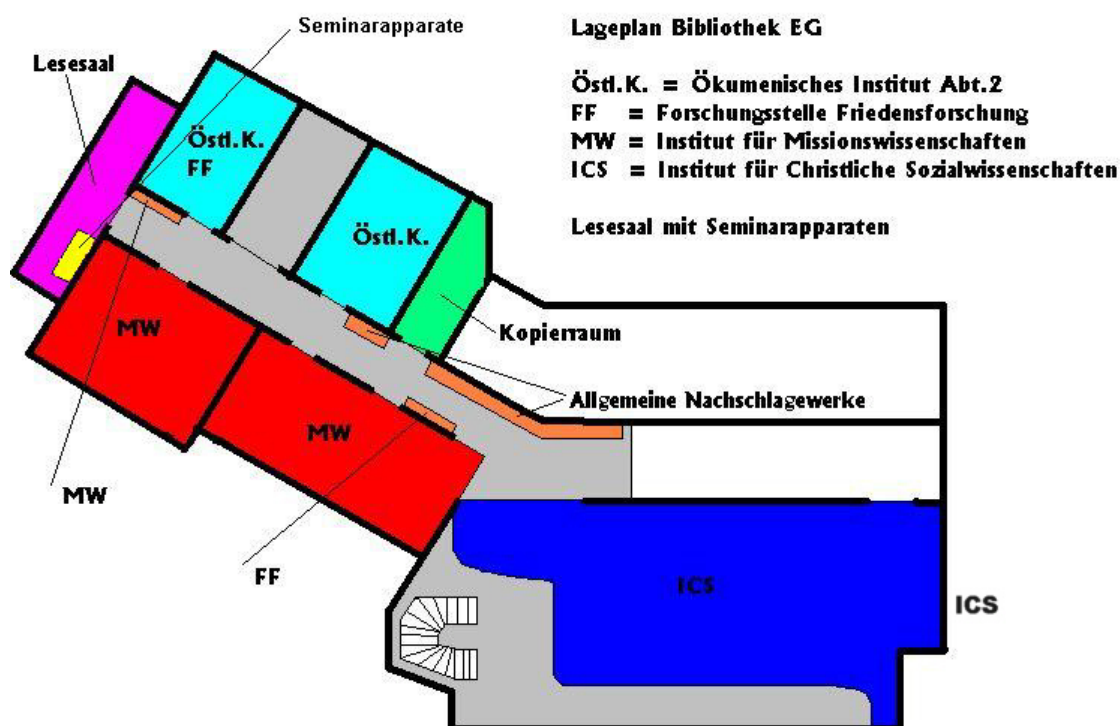 Seminarapparate
Lageplan Bibliothek EG
Lesesaal
Östl.K. = Ökumenisches Institut Abt.2
FF = Forschungsstelle Friedensforschung
MW = Institut für Missionswissenschaften
ICS = Institut für Christliche Sozialwissenschaften
Lesesaal mit Seminarapparaten
Östl.K.
FF
Östl.K.
MW
Kopierraum
Allgemeine Nachschlagewerke
MW
MW
FF
ICS
ICS